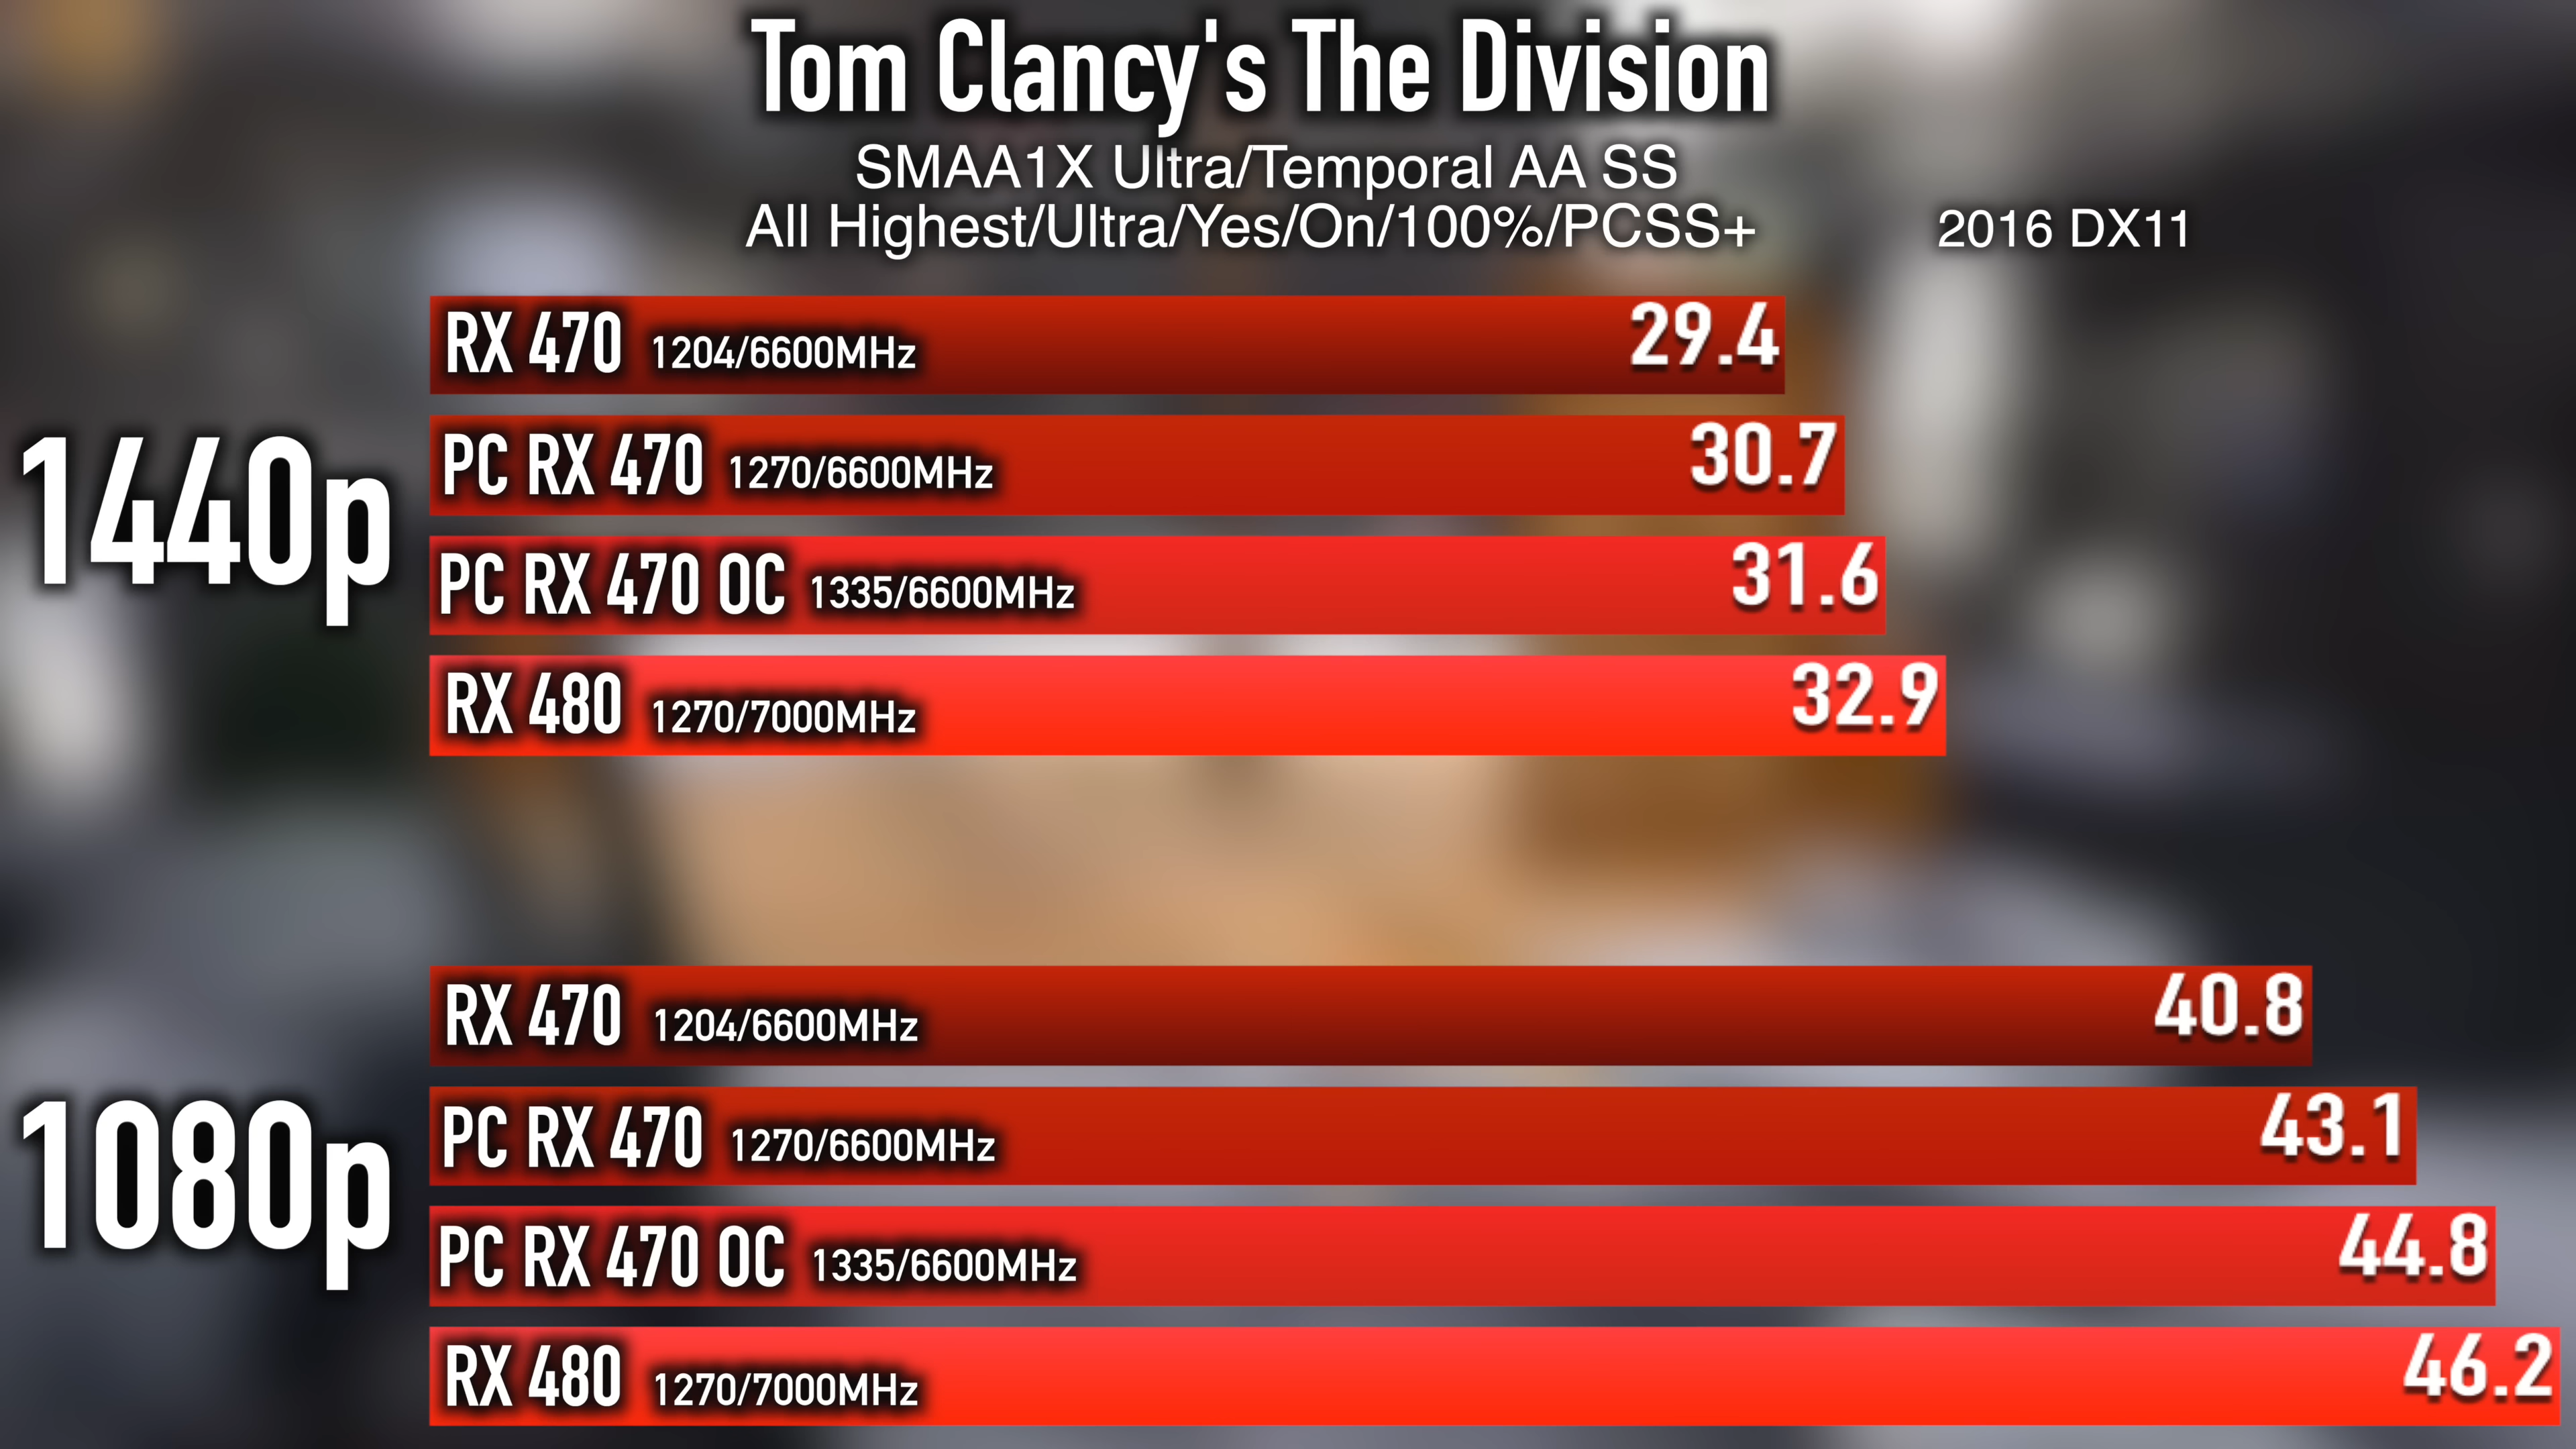 Tom Clancy's The Division
SMAA1X Ultra/Temporal AA SS
All Highest/Ultra/Yes/On/100%/PCSS+ 2016 DX11
1440p
RX 470 1204/6600MHz 29.4
PC RX 470 1270/6600MHz 30.7
PC RX 470 OC 1335/6600MHz 31.6
RX 480 1270/7000MHz 32.9
1080p
RX 470 1204/6600MHz 40.8
PC RX 470 1270/6600MHz 43.1
PC RX 470 OC 1335/6600MHz 44.8
RX 480 1270/7000MHz 46.2